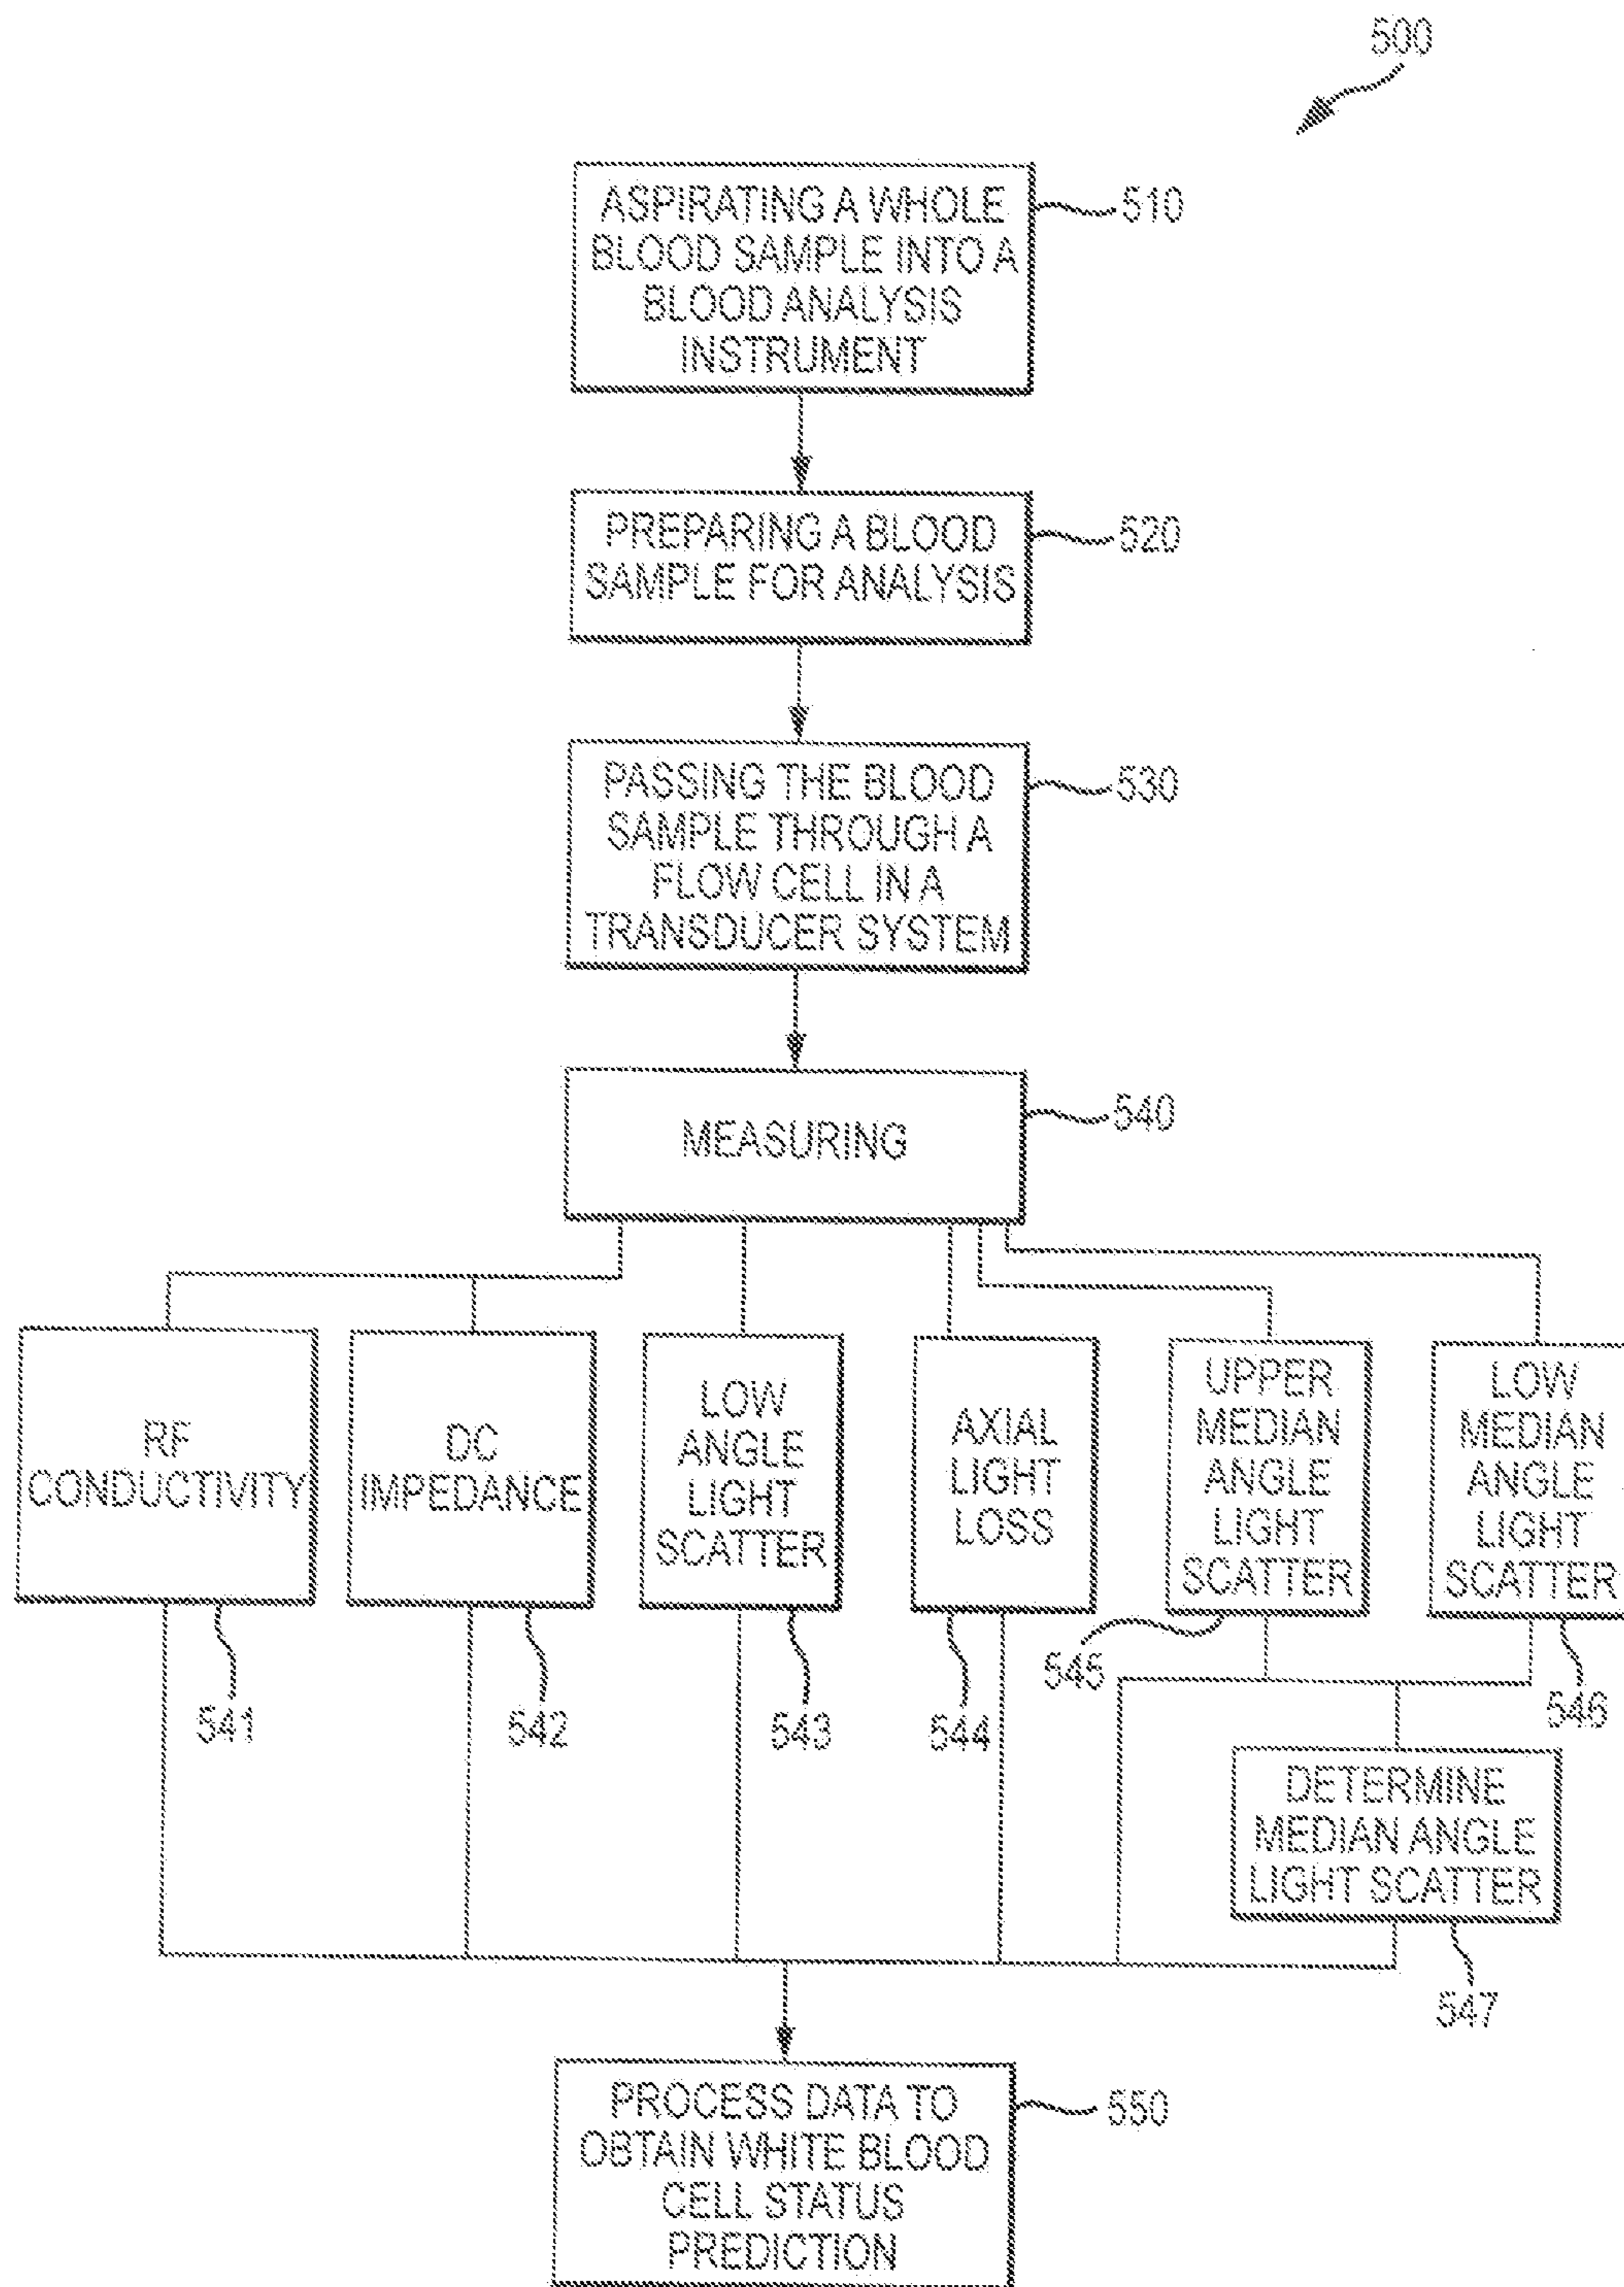 500
ASPIRATING A WHOLE
BLOOD SAMPLE INTO A
BLOOD ANALYSIS
INSTRUMENT
510
PREPARING A BLOOD
SAMPLE FOR ANALYSIS
520
PASSING THE BLOOD
SAMPLE THROUGH A
FLOW CELL IN A
TRANSDUCER SYSTEM
530
MEASURING
540
RF
CONDUCTIVITY
541
DC
IMPEDANCE
542
LOW
ANGLE
LIGHT
SCATTER
543
AXIAL
LIGHT
LOSS
544
UPPER
MEDIAN
ANGLE
LIGHT
SCATTER
545
LOW
MEDIAN
ANGLE
LIGHT
SCATTER
546
DETERMINE
MEDIAN ANGLE
LIGHT SCATTER
547
PROCESS DATA TO
OBTAIN WHITE BLOOD
CELL STATUS
PREDICTION
550